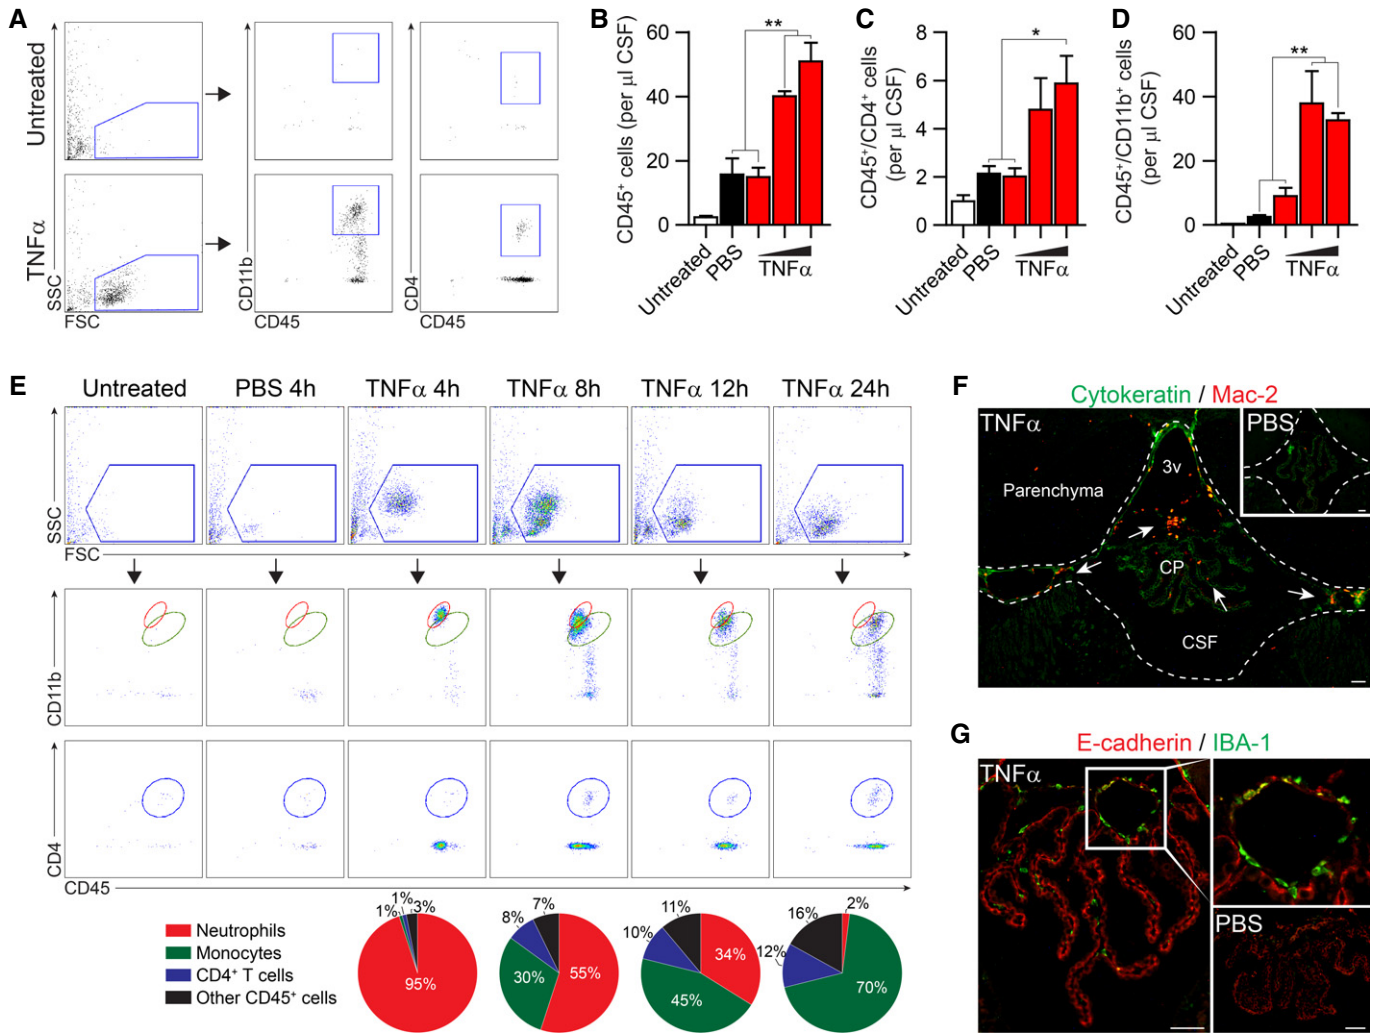 A
Untreated
TNFα
SSC
FSC
CD11b
CD45
CD4
CD45
B
CD45⁺ cells (per µl CSF)
60
40
20
0
**
Untreated
PBS
TNFα
C
CD45⁺/CD4⁺ cells
(per µl CSF)
8
6
4
2
0
*
Untreated
PBS
TNFα
D
CD45⁺/CD11b⁺ cells
(per µl CSF)
60
40
20
0
**
Untreated
PBS
TNFα
E
Untreated
PBS 4h
TNFα 4h
TNFα 8h
TNFα 12h
TNFα 24h
SSC
FSC
CD11b
CD4
CD45
Neutrophils
Monocytes
CD4⁺ T cells
Other CD45⁺ cells
1%
1%
3%
95%
8%
7%
30%
55%
10%
11%
34%
45%
12%
16%
2%
70%
F
Cytokeratin / Mac-2
TNFα
PBS
3v
Parenchyma
CP
CSF
G
E-cadherin / IBA-1
TNFα
PBS